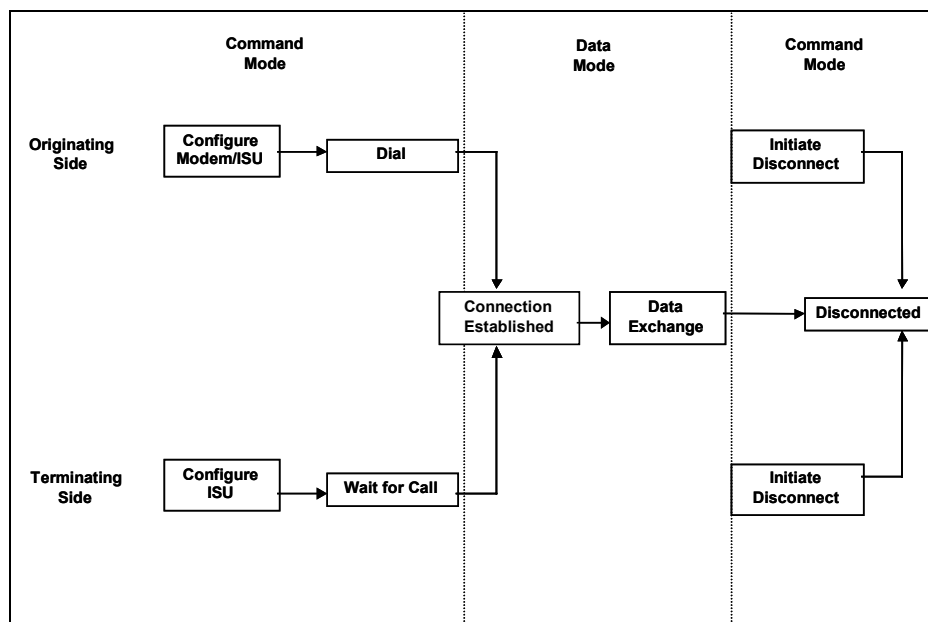 Command
Mode
Data
Mode
Command
Mode
Originating
Side
Configure
Modem/ISU
Dial
Initiate
Disconnect
Connection
Established
Data
Exchange
Disconnected
Terminating
Side
Configure
ISU
Wait for Call
Initiate
Disconnect